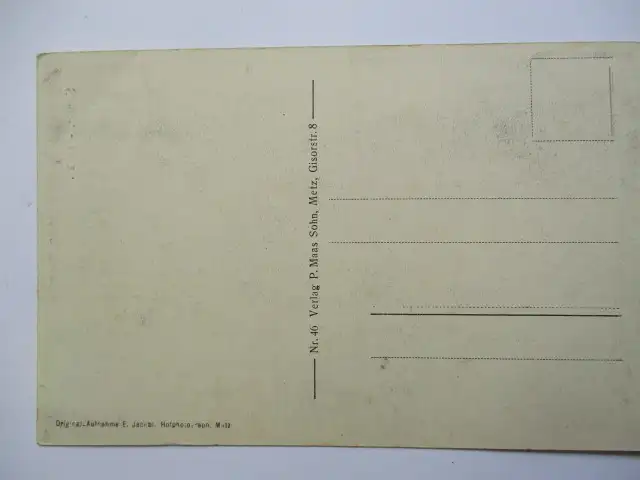 Nr. 46 Verlag P. Maas Sohn, Metz, Gisorstr. 8
Original-Aufnahme E. Jacobi, Hofphotograph, Metz